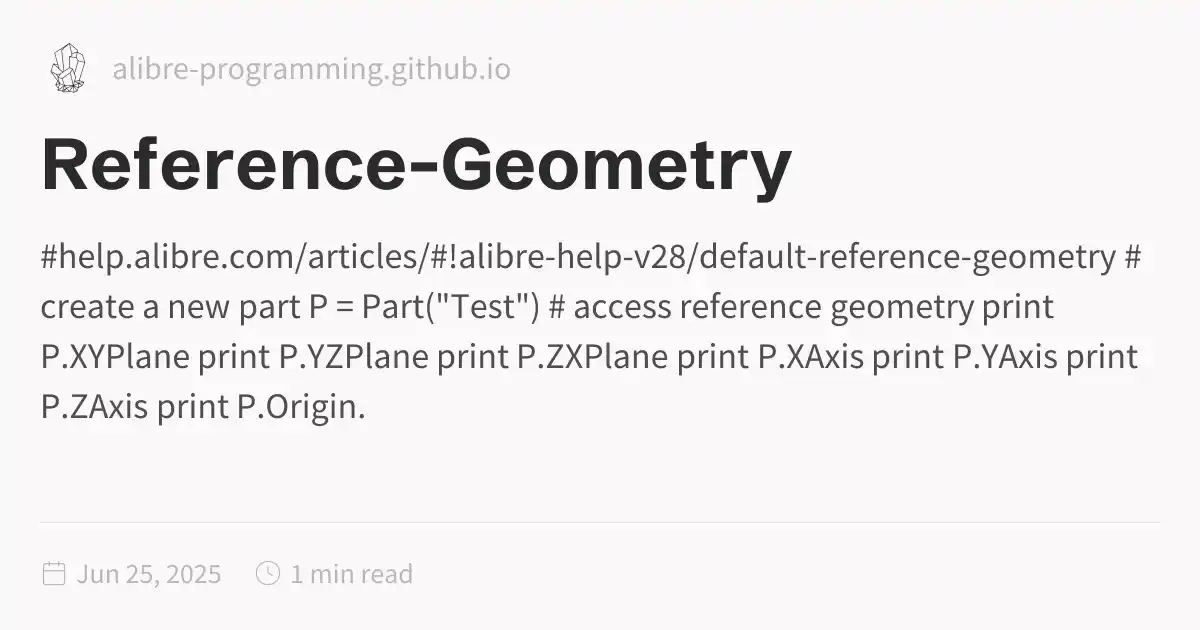 alibre-programming.github.io
Reference-Geometry
#help.alibre.com/articles/#!alibre-help-v28/default-reference-geometry #
create a new part P = Part("Test") # access reference geometry print
P.XYPlane print P.YZPlane print P.ZXPlane print P.XAxis print P.YAxis print
P.ZAxis print P.Origin.
Jun 25, 2025 1 min read